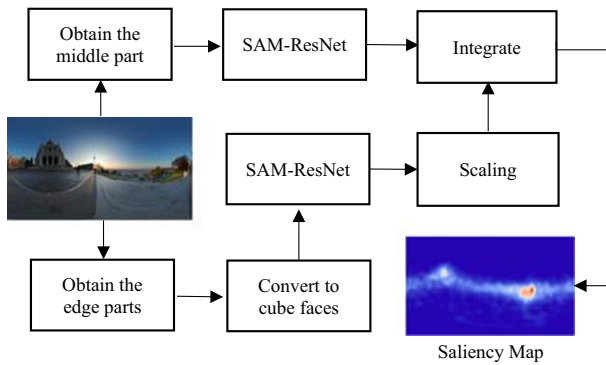 Obtain the
middle part
SAM-ResNet
Integrate
SAM-ResNet
Scaling
Obtain the
edge parts
Convert to
cube faces
Saliency Map